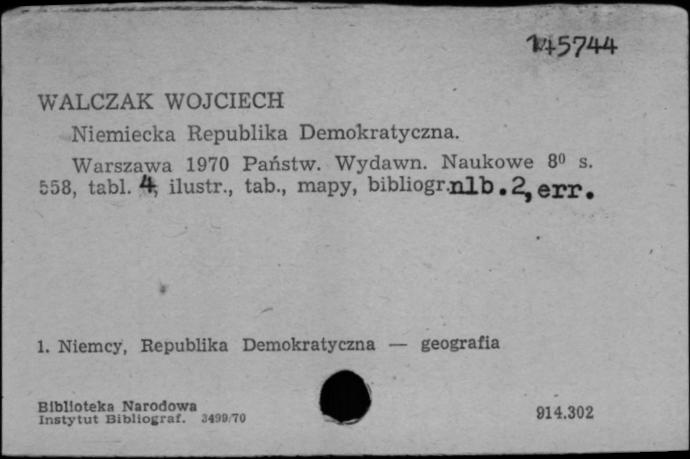 145744
WALCZAK WOJCIECH
Niemiecka Republika Demokratyczna.
Warszawa 1970 Państw. Wydawn. Naukowe 8⁰ s.
558, tabl. 4, ilustr., tab., mapy, bibliogr.nlb.2,err.
1. Niemcy, Republika Demokratyczna — geografia
Biblioteka Narodowa
Instytut Bibliograf. 3499/70
914.302